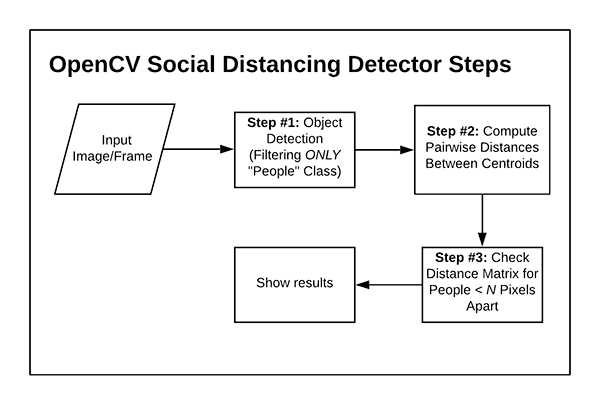 OpenCV Social Distancing Detector Steps
Input
Image/Frame
Step #1: Object
Detection
(Filtering ONLY
"People" Class)
Step #2: Compute
Pairwise Distances
Between Centroids
Step #3: Check
Distance Matrix for
People < N Pixels
Apart
Show results